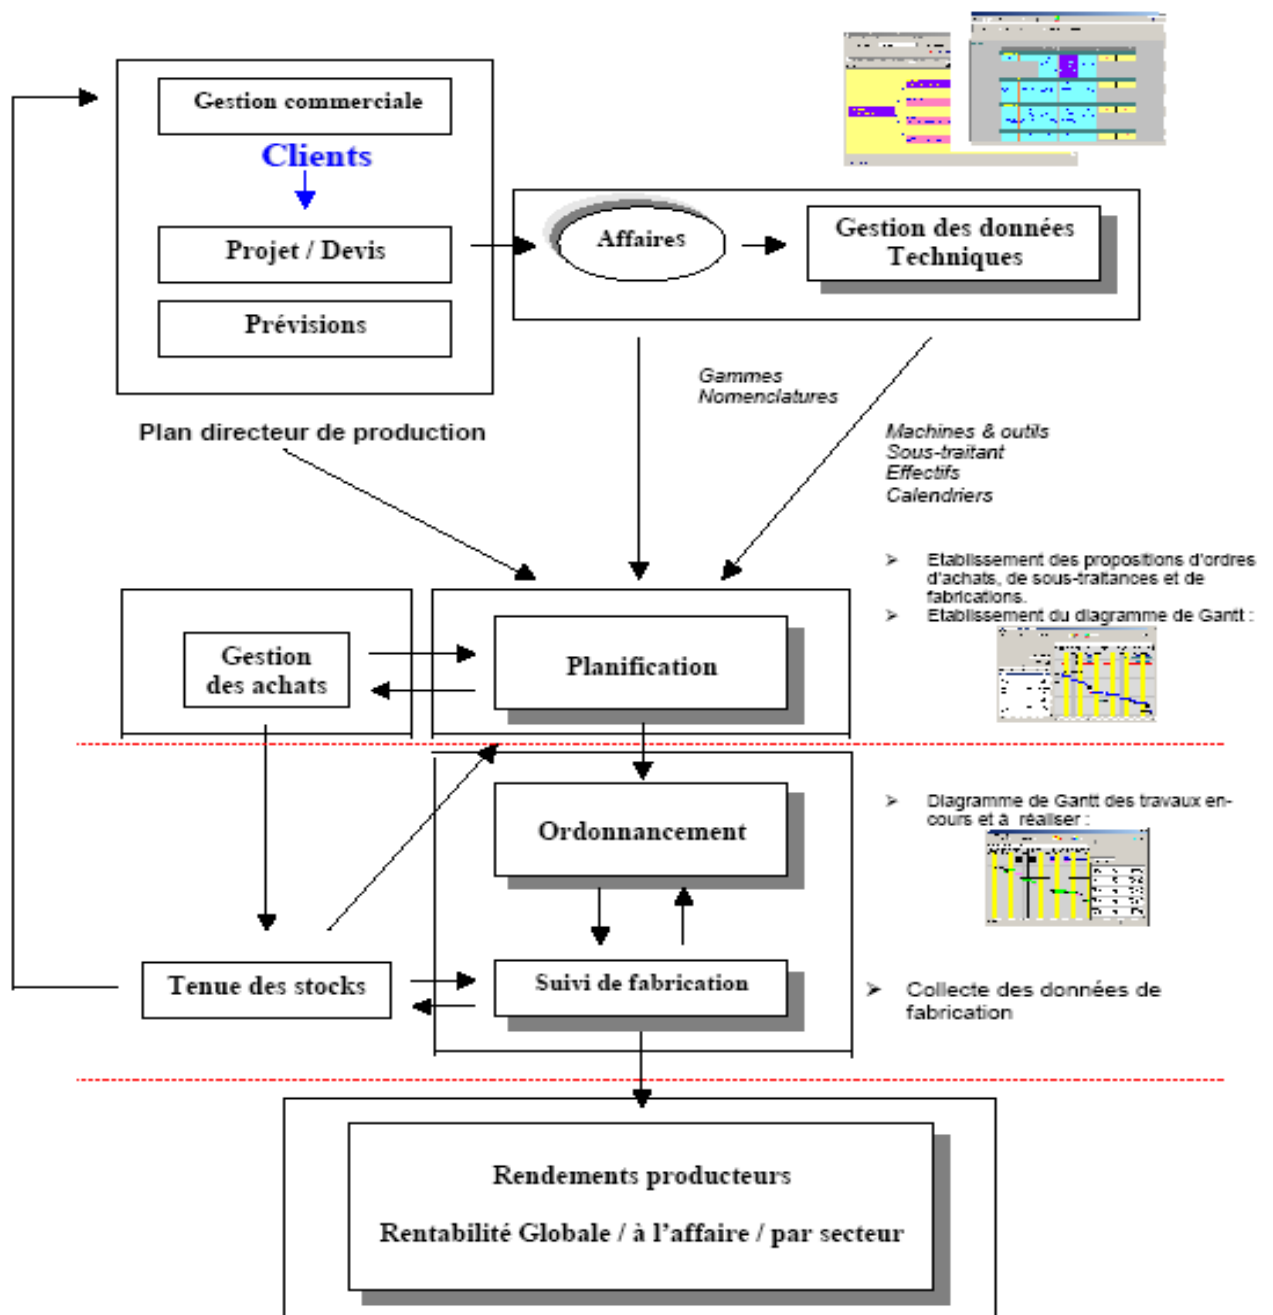 Gestion commerciale
Clients
Projet / Devis
Prévisions
Affaires
Gestion des données
Techniques
Gammes
Nomenclatures
Plan directeur de production
Machines & outils
Sous-traitant
Effectifs
Calendriers
➢ Etablissement des propositions d'ordres
d'achats, de sous-traitances et de
fabrications.
➢ Etablissement du diagramme de Gantt :
Gestion
des achats
Planification
Ordonnancement
➢ Diagramme de Gantt des travaux en-
cours et à réaliser :
Tenue des stocks
Suivi de fabrication
➢ Collecte des données de
fabrication
Rendements producteurs
Rentabilité Globale / à l'affaire / par secteur